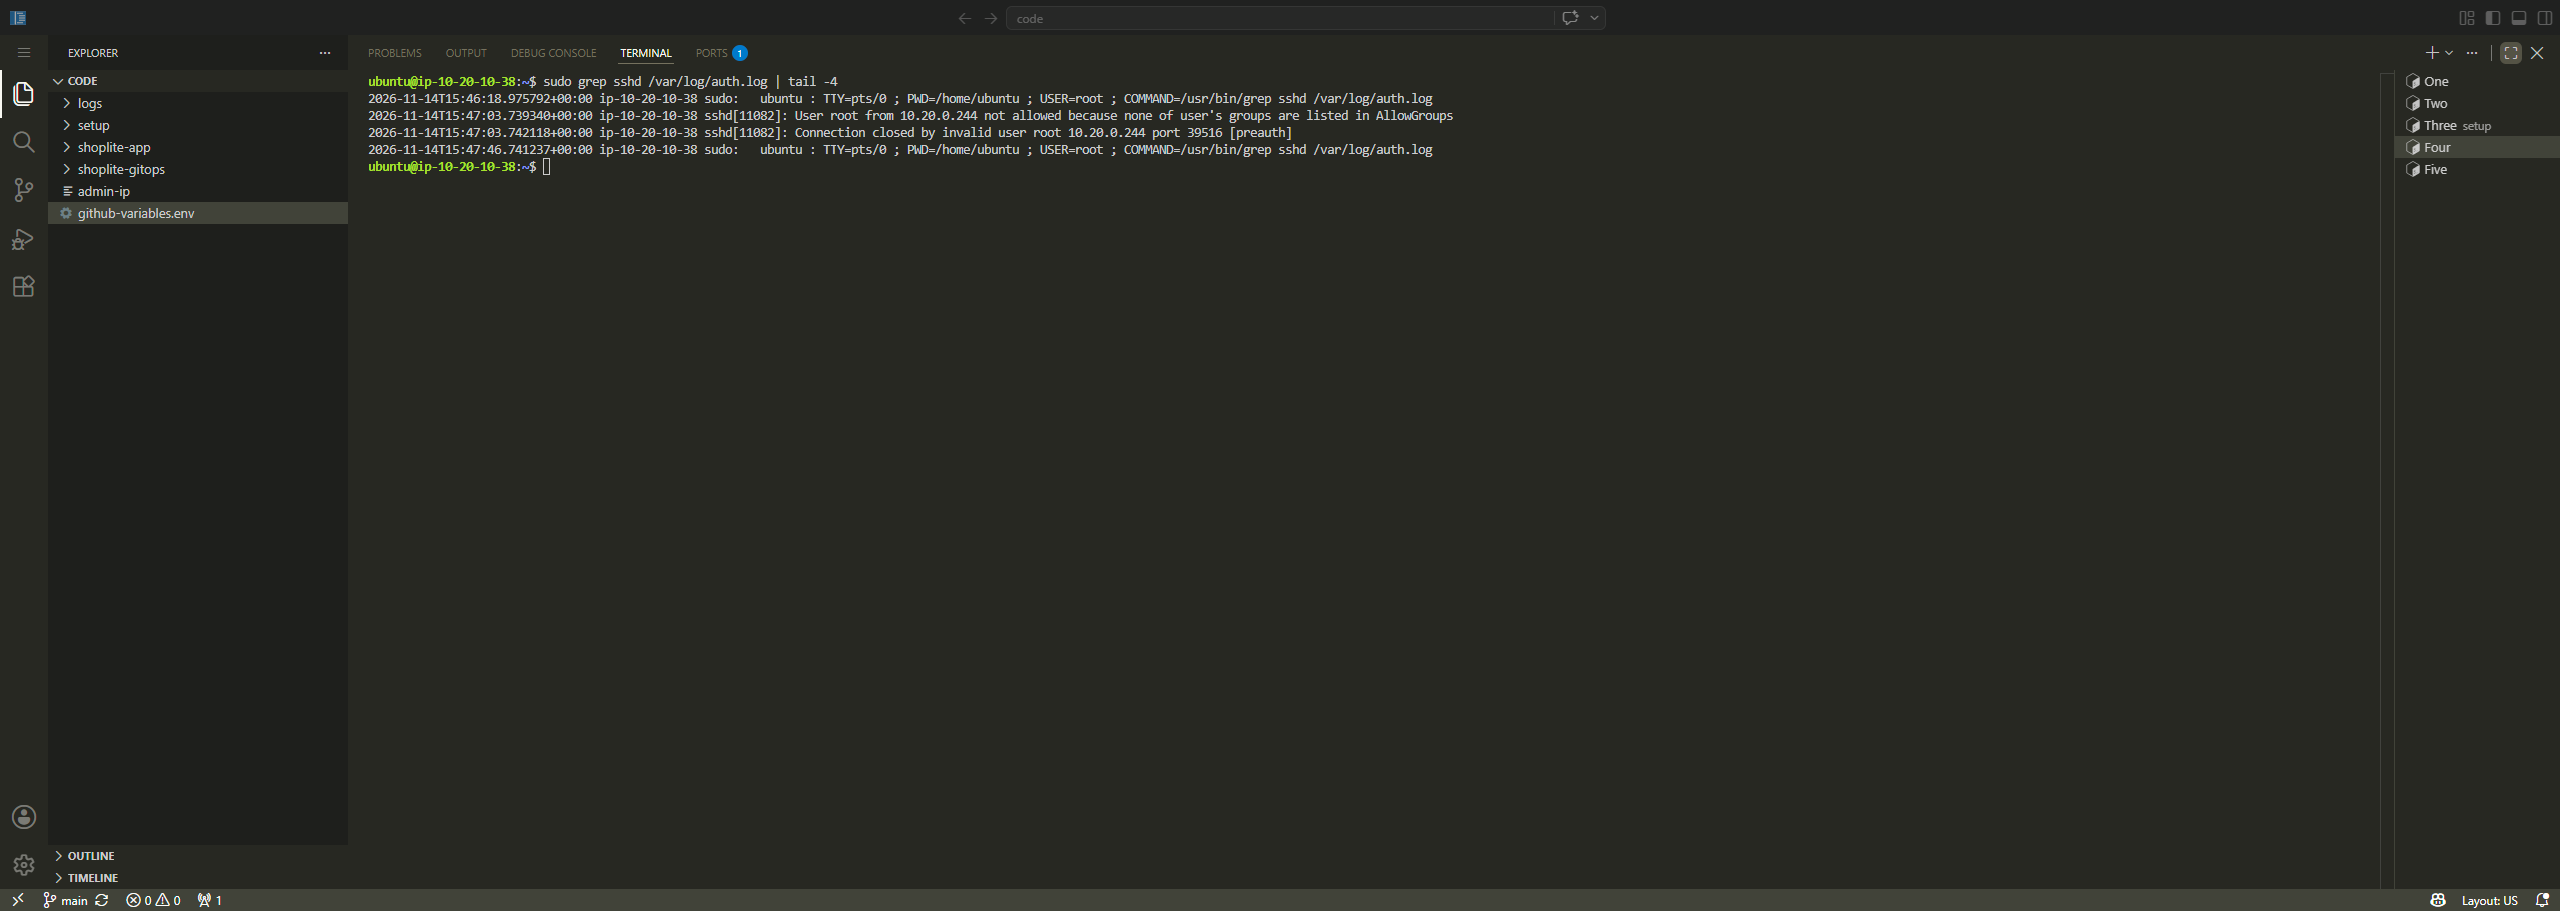 code
EXPLORER
CODE
logs
setup
shoplite-app
shoplite-gitops
admin-ip
github-variables.env
OUTLINE
TIMELINE
PROBLEMS OUTPUT DEBUG CONSOLE TERMINAL PORTS 1
ubuntu@ip-10-20-10-38:~$ sudo grep sshd /var/log/auth.log | tail -4
2026-11-14T15:46:18.975792+00:00 ip-10-20-10-38 sudo:   ubuntu : TTY=pts/0 ; PWD=/home/ubuntu ; USER=root ; COMMAND=/usr/bin/grep sshd /var/log/auth.log
2026-11-14T15:47:03.739340+00:00 ip-10-20-10-38 sshd[11082]: User root from 10.20.0.244 not allowed because none of user's groups are listed in AllowGroups
2026-11-14T15:47:03.742118+00:00 ip-10-20-10-38 sshd[11082]: Connection closed by invalid user root 10.20.0.244 port 39516 [preauth]
2026-11-14T15:47:46.741237+00:00 ip-10-20-10-38 sudo:   ubuntu : TTY=pts/0 ; PWD=/home/ubuntu ; USER=root ; COMMAND=/usr/bin/grep sshd /var/log/auth.log
ubuntu@ip-10-20-10-38:~$
One
Two
Three setup
Four
Five
main 0 0 1
Layout: US